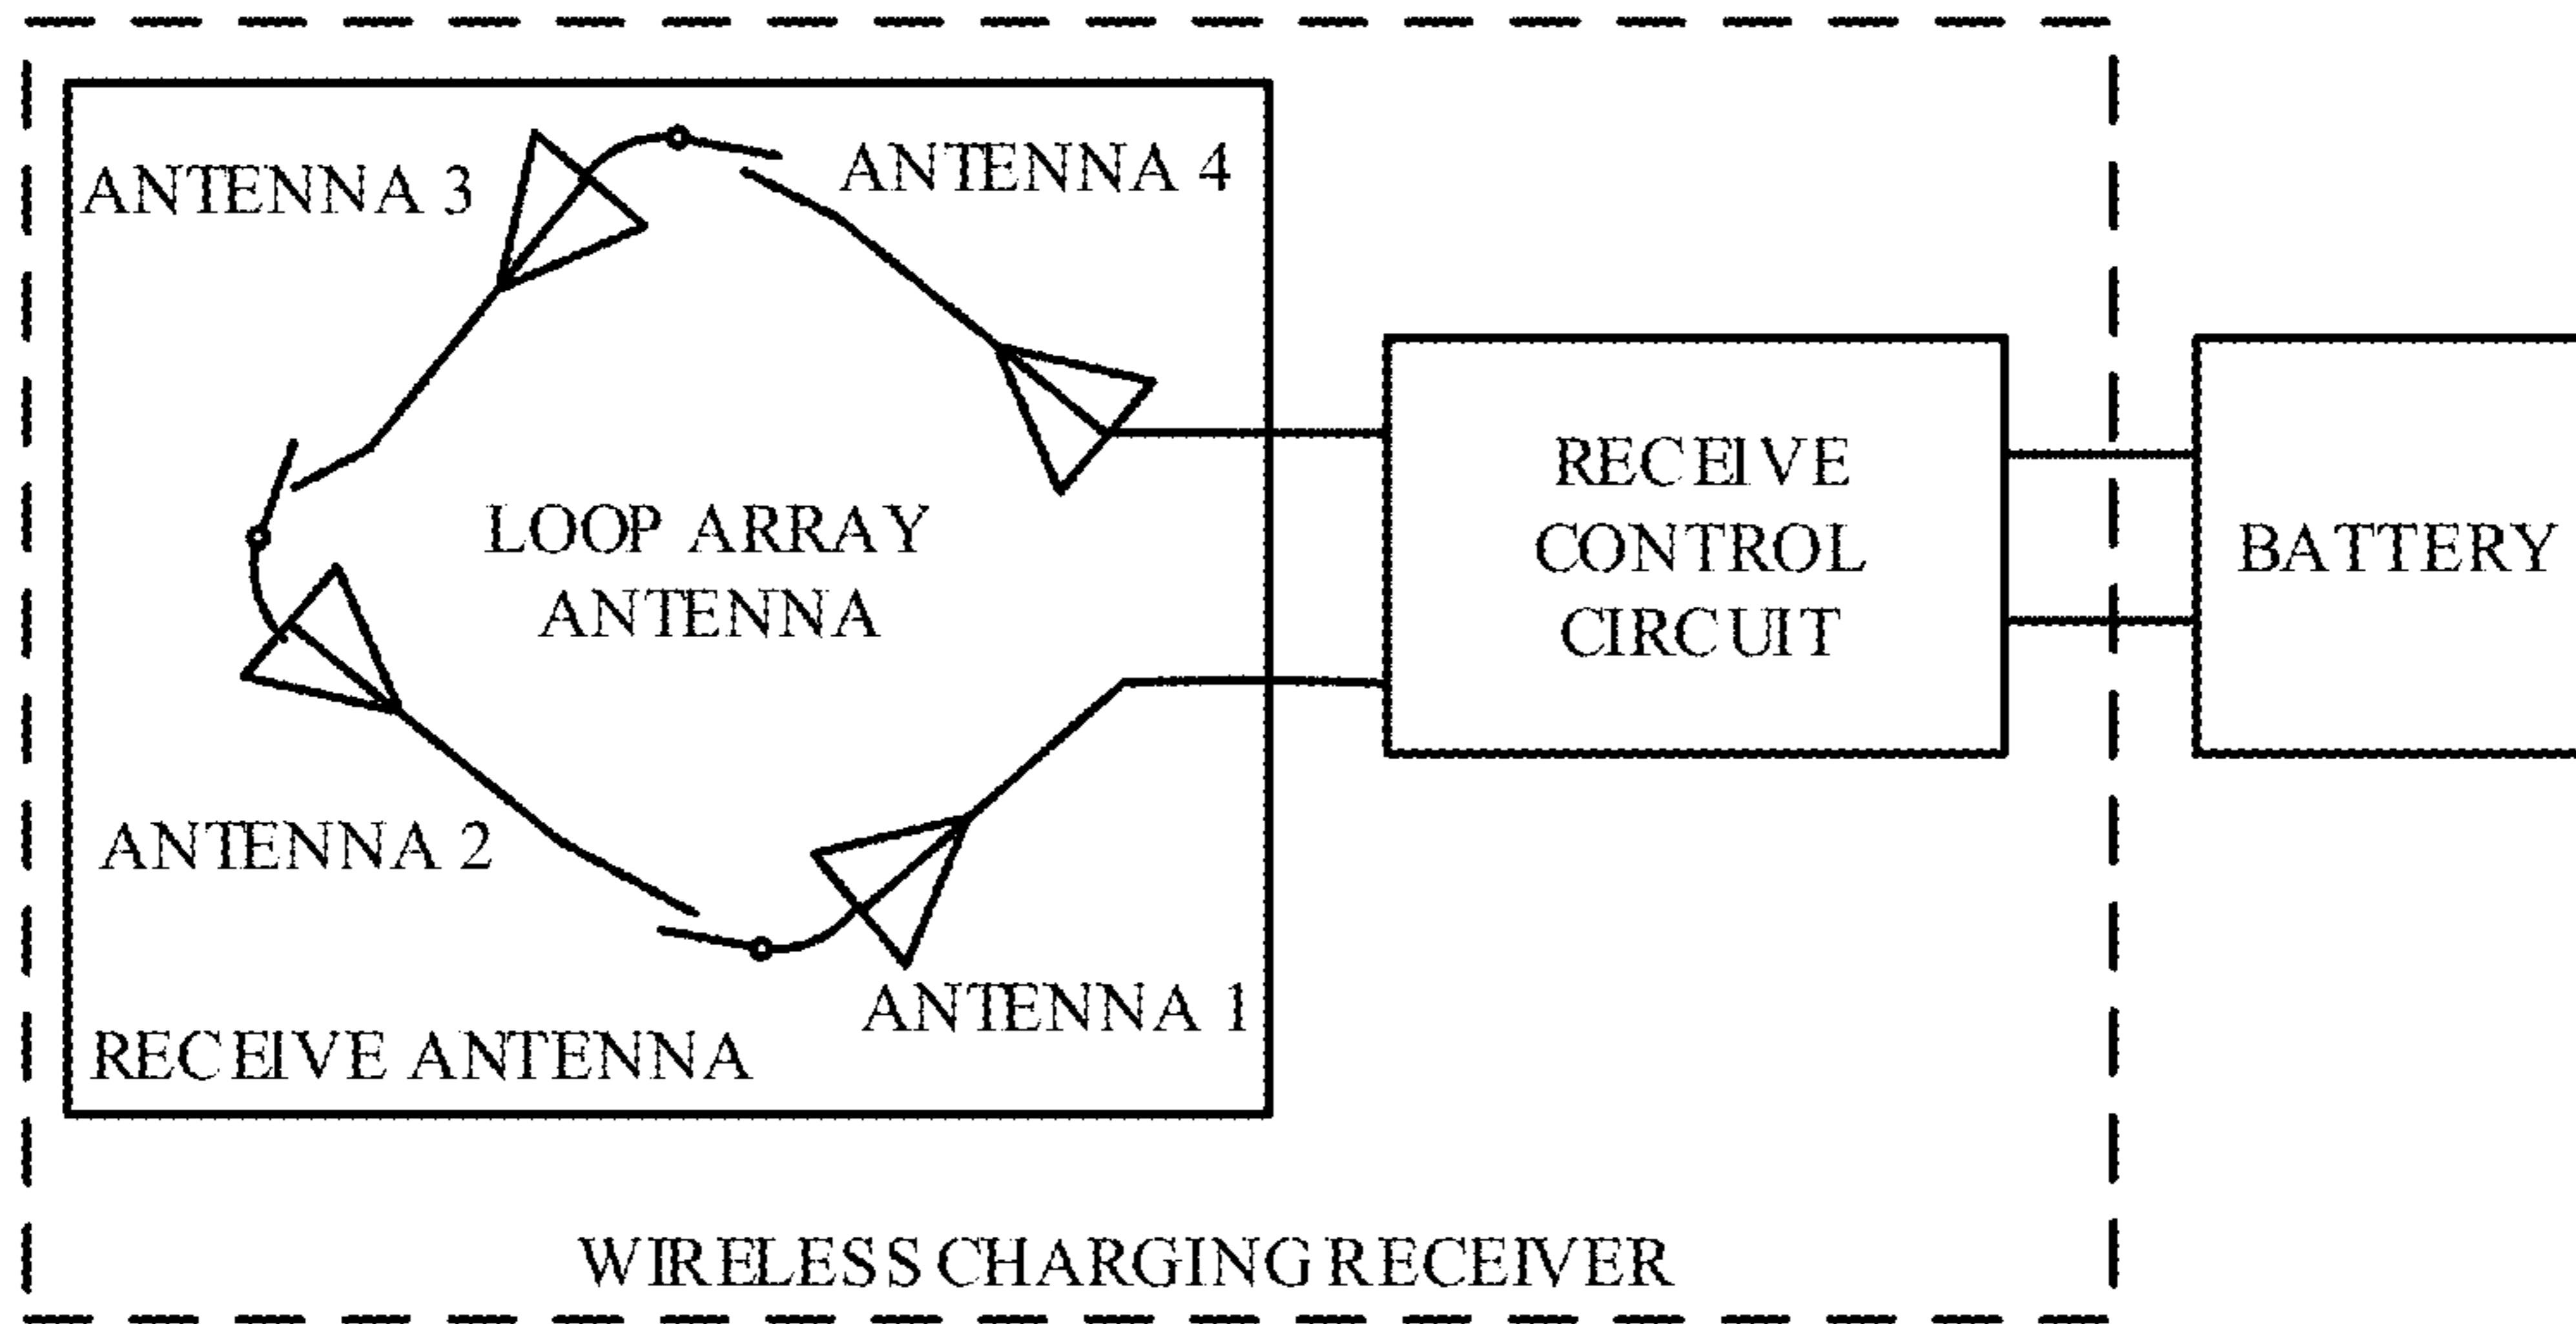 ANTENNA 3
ANTENNA 4
LOOP ARRAY
ANTENNA
RECEIVE
CONTROL
CIRCUIT
BATTERY
ANTENNA 2
ANTENNA 1
RECEIVE ANTENNA
WIRELESS CHARGING RECEIVER